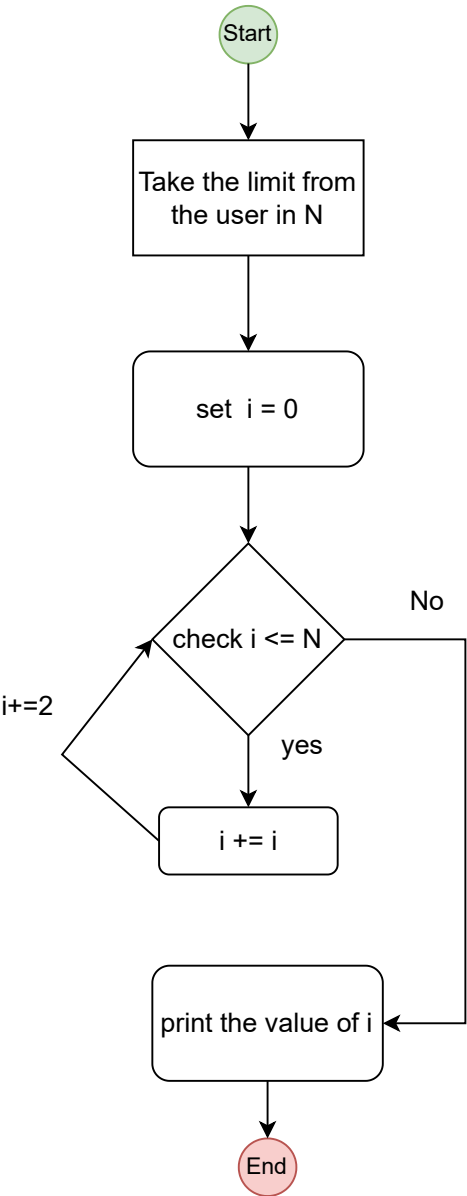 Start
Take the limit from
the user in N
set  i = 0
check i <= N
No
i+=2
yes
i += i
print the value of i
End